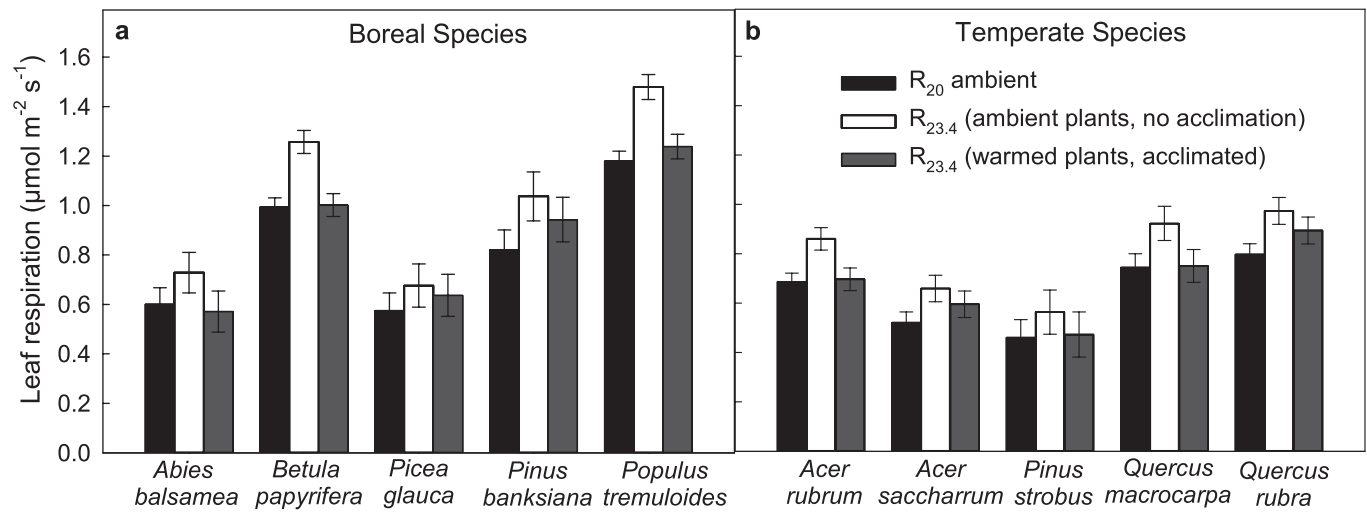 a
Boreal Species
b
Temperate Species
Leaf respiration (µmol m⁻² s⁻¹)
1.6
1.4
1.2
1.0
0.8
0.6
0.4
0.2
0.0
R₂₀ ambient
R₂₃.₄ (ambient plants, no acclimation)
R₂₃.₄ (warmed plants, acclimated)
Abies
balsamea
Betula
papyrifera
Picea
glauca
Pinus
banksiana
Populus
tremuloides
Acer
rubrum
Acer
saccharrum
Pinus
strobus
Quercus
macrocarpa
Quercus
rubra